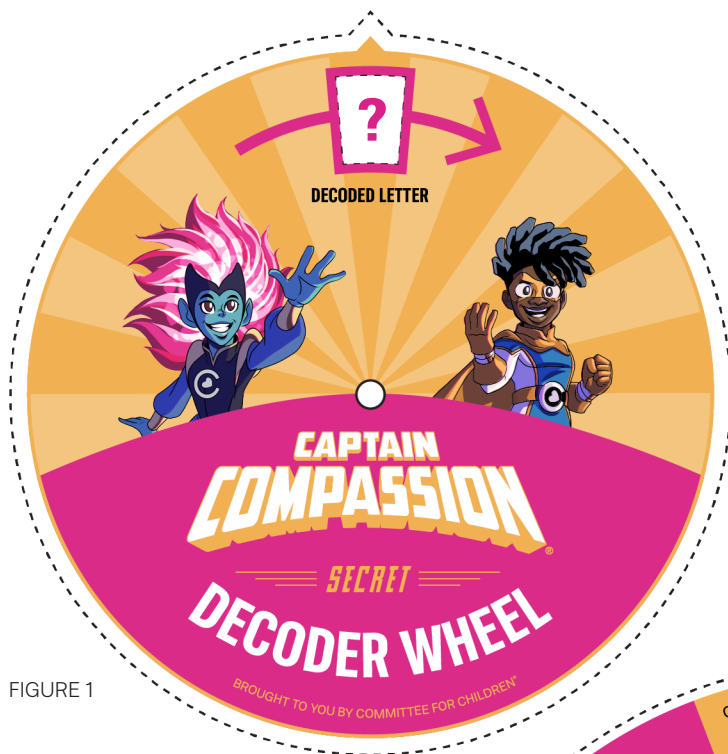 ?
DECODED LETTER
CAPTAIN
COMPASSION®
SECRET
DECODER WHEEL
BROUGHT TO YOU BY COMMITTEE FOR CHILDREN®
FIGURE 1